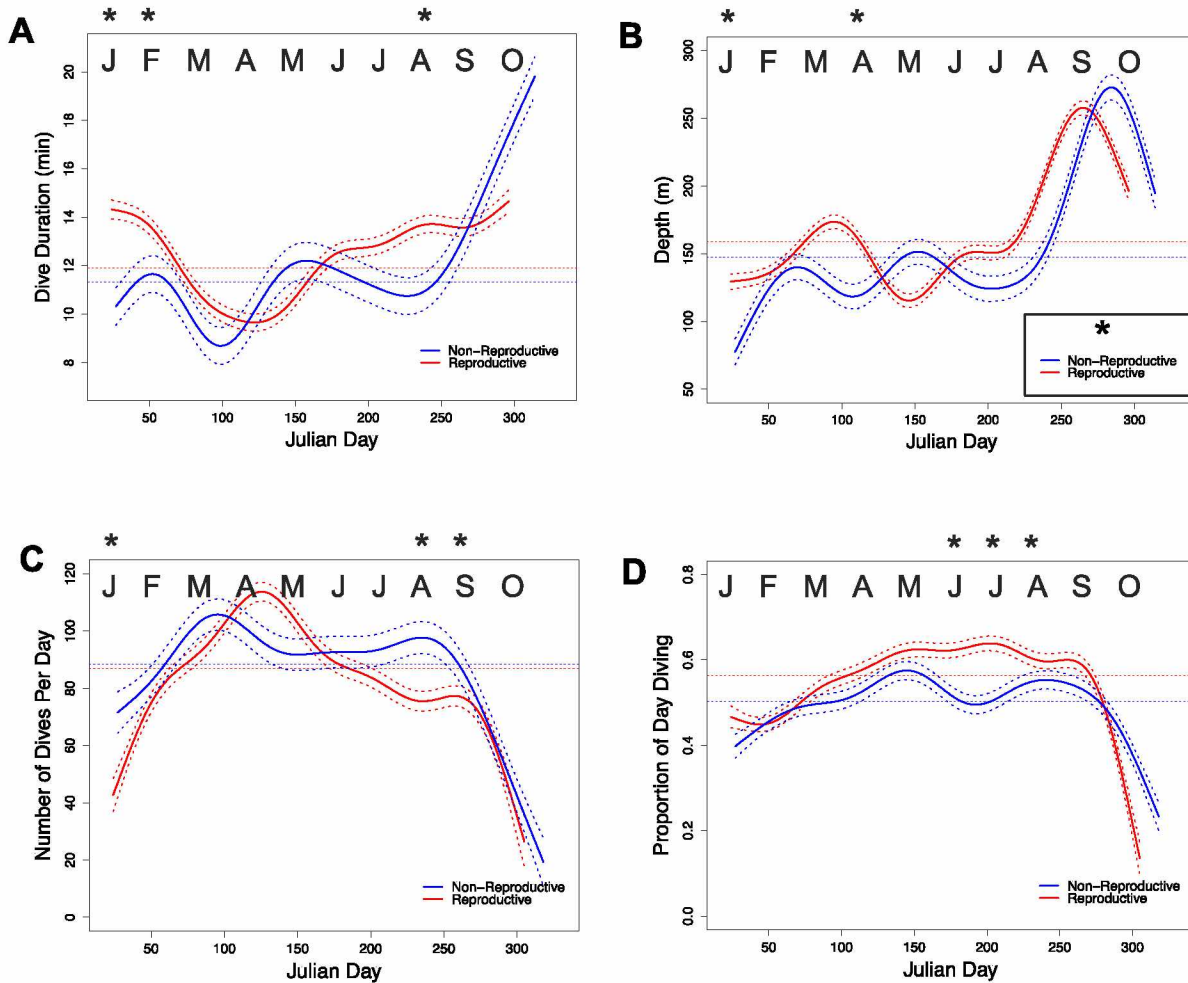 * * *
A
J F M A M J J A S O
20
18
16
14
12
10
8
Dive Duration (min)
Non-Reproductive
Reproductive
50 100 150 200 250 300
Julian Day
* *
B
J F M A M J J A S O
300
250
200
150
100
50
Depth (m)
*
Non-Reproductive
Reproductive
50 100 150 200 250 300
Julian Day
* * *
C
J F M A M J J A S O
120
100
80
60
40
20
0
Number of Dives Per Day
Non-Reproductive
Reproductive
50 100 150 200 250 300
Julian Day
* * *
D
J F M A M J J A S O
0.8
0.6
0.4
0.2
0.0
Proportion of Day Diving
Non-Reproductive
Reproductive
50 100 150 200 250 300
Julian Day